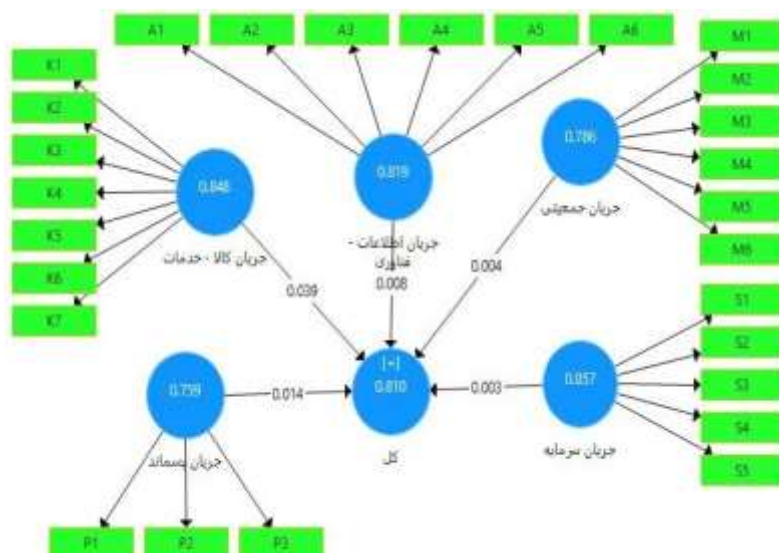 A1 A2 A3 A4 A5 A6
K1
K2
K3
K4
K5
K6
K7
M1
M2
M3
M4
M5
M6
0.848
جریان کالا - خدمات
0.819
جریان اطلاعات -
فناوری
0.786
جریان جمعیتی
0.039
0.008
0.004
S1
S2
S3
S4
S5
0.759
جریان پسماند
0.014
[+]
0.810
کل
0.003
0.857
جریان سرمایه
P1 P2 P3